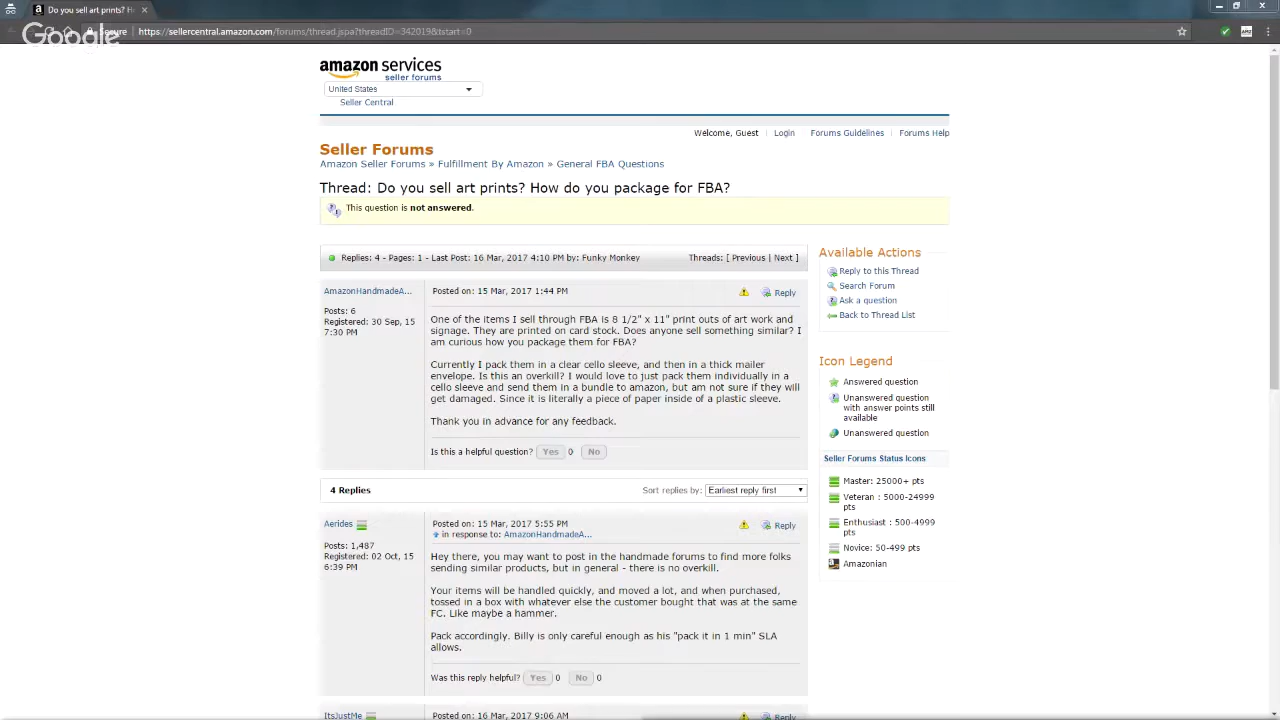 Do you sell art prints? H
Google
Secure
https://sellercentral.amazon.com/forums/thread.jspa?threadID=342019&tstart=0
amazon services
seller forums
United States
Seller Central
Welcome, Guest
Login
Forums Guidelines
Forums Help
Seller Forums
Amazon Seller Forums » Fulfillment By Amazon » General FBA Questions
Thread: Do you sell art prints? How do you package for FBA?
This question is not answered.
Replies: 4 - Pages: 1 - Last Post: 16 Mar, 2017 4:10 PM by: Funky Monkey
Threads: [ Previous | Next ]
AmazonHandmadeA...
Posts: 6
Registered: 30 Sep, 15
7:30 PM
Posted on: 15 Mar, 2017 1:44 PM
Reply
One of the items I sell through FBA is 8 1/2" x 11" print outs of art work and
signage. They are printed on card stock. Does anyone sell something similar? I
am curious how you package them for FBA?
Currently I pack them in a clear cello sleeve, and then in a thick mailer
envelope. Is this an overkill? I would love to just pack them individually in a
cello sleeve and send them in a bundle to amazon, but am not sure if they will
get damaged. Since it is literally a piece of paper inside of a plastic sleeve.
Thank you in advance for any feedback.
Is this a helpful question? Yes 0 No
4 Replies
Sort replies by: Earliest reply first
Aerides
Posts: 1,487
Registered: 02 Oct, 15
6:39 PM
Posted on: 15 Mar, 2017 5:55 PM
in response to: AmazonHandmadeA...
Reply
Hey there, you may want to post in the handmade forums to find more folks
sending similar products, but in general - there is no overkill.
Your items will be handled quickly, and moved a lot, and when purchased,
tossed in a box with whatever else the customer bought that was at the same
FC. Like maybe a hammer.
Pack accordingly. Billy is only careful enough as his "pack it in 1 min" SLA
allows.
Was this reply helpful? Yes 0 No 0
ItsJustMe
Posted on: 16 Mar, 2017 9:06 AM
Reply
Available Actions
Reply to this Thread
Search Forum
Ask a question
Back to Thread List
Icon Legend
Answered question
Unanswered question
with answer points still
available
Unanswered question
Seller Forums Status Icons
Master: 25000+ pts
Veteran : 5000-24999
pts
Enthusiast : 500-4999
pts
Novice: 50-499 pts
Amazonian